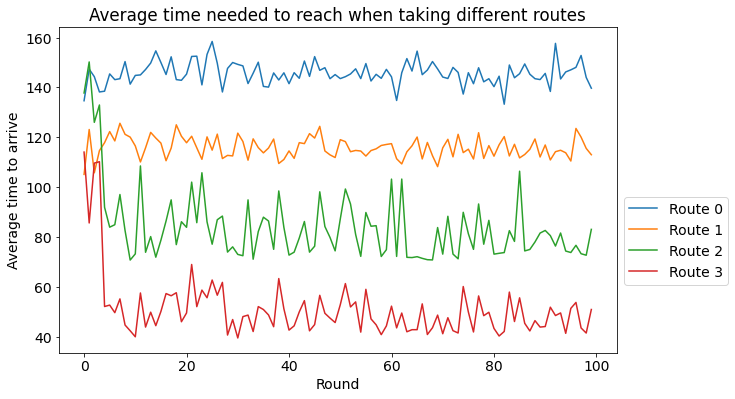 Average time needed to reach when taking different routes
Average time to arrive
160
140
120
100
80
60
40
0
20
40
60
80
100
Round
Route 0
Route 1
Route 2
Route 3